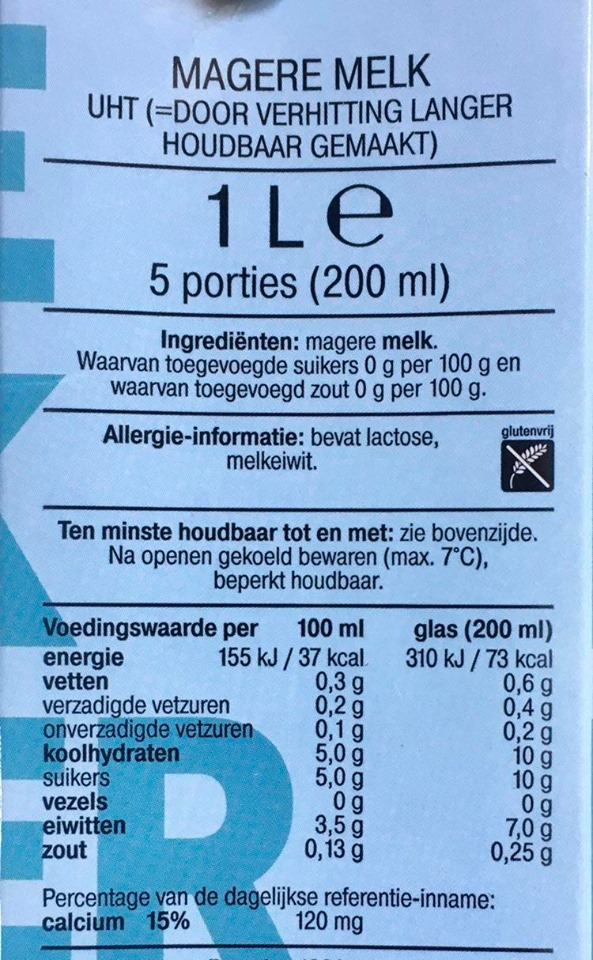 MAGERE MELK
UHT (=DOOR VERHITTING LANGER
HOUDBAAR GEMAAKT)
1 L e
5 porties (200 ml)
Ingrediënten: magere melk.
Waarvan toegevoegde suikers 0 g per 100 g en
waarvan toegevoegd zout 0 g per 100 g.
Allergie-informatie: bevat lactose,
melkeiwit.
glutenvrij
Ten minste houdbaar tot en met: zie bovenzijde.
Na openen gekoeld bewaren (max. 7°C),
beperkt houdbaar.
Voedingswaarde per 100 ml glas (200 ml)
energie 155 kJ / 37 kcal 310 kJ / 73 kcal
vetten 0,3 g 0,6 g
verzadigde vetzuren 0,2 g 0,4 g
onverzadigde vetzuren 0,1 g 0,2 g
koolhydraten 5,0 g 10 g
suikers 5,0 g 10 g
vezels 0 g 0 g
eiwitten 3,5 g 7,0 g
zout 0,13 g 0,25 g
Percentage van de dagelijkse referentie-inname:
calcium 15% 120 mg